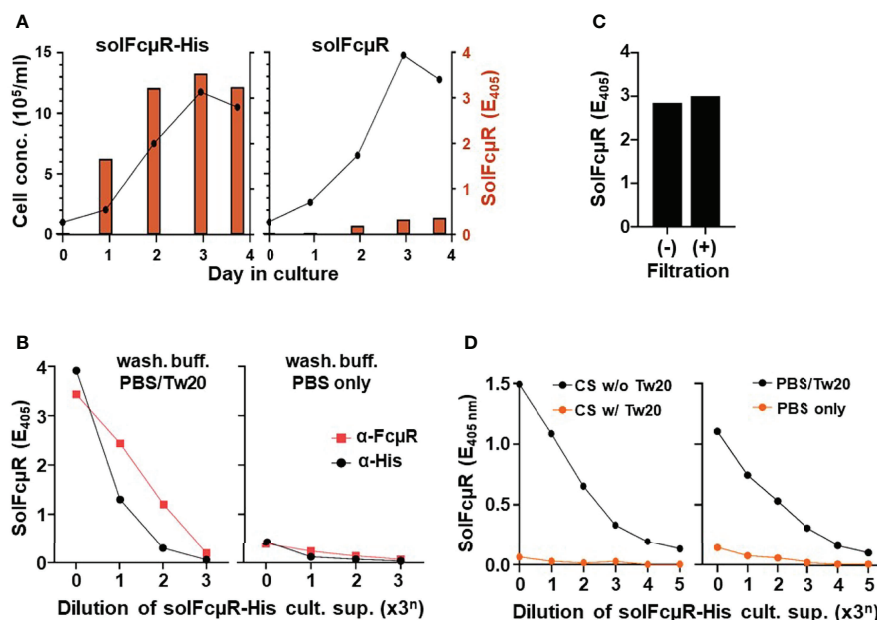 A
solFcµR-His
solFcµR
Cell conc. (10⁵/ml)
15
10
5
0
4
3
2
1
0
SolFcµR (E₄₀₅)
0 1 2 3 4
0 1 2 3 4
Day in culture
C
SolFcµR (E₄₀₅)
4
3
2
1
0
(-) (+)
Filtration
B
wash. buff.
PBS/Tw20
wash. buff.
PBS only
SolFcµR (E₄₀₅)
4
3
2
1
0
α-FcµR
α-His
0 1 2 3
0 1 2 3
Dilution of solFcµR-His cult. sup. (x3ⁿ)
D
CS w/o Tw20
CS w/ Tw20
PBS/Tw20
PBS only
SolFcµR (E₄₀₅ ₙₘ)
1.5
1.0
0.5
0.0
0 1 2 3 4 5
0 1 2 3 4 5
Dilution of solFcµR-His cult. sup. (x3ⁿ)